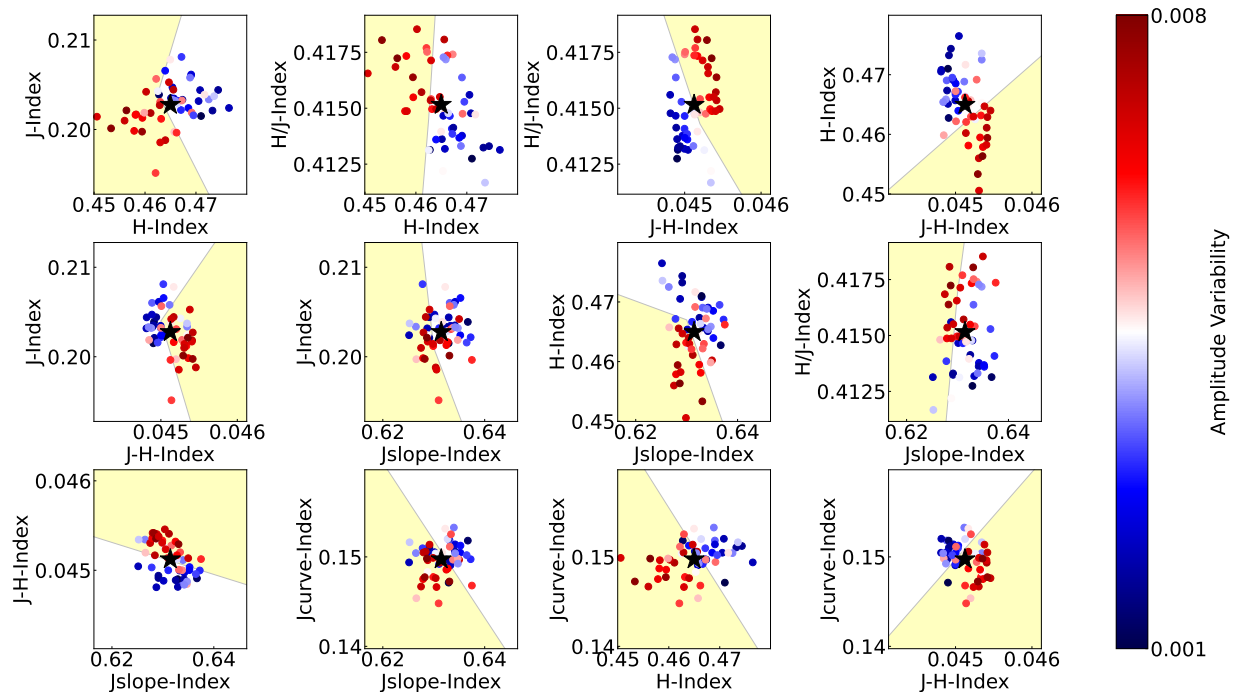 0.21
0.20
J-Index
0.45 0.46 0.47
H-Index
0.4175
0.4150
0.4125
H/J-Index
0.45 0.46 0.47
H-Index
0.4175
0.4150
0.4125
H/J-Index
0.045 0.046
J-H-Index
0.47
0.46
0.45
H-Index
0.045 0.046
J-H-Index
0.21
0.20
J-Index
0.045 0.046
J-H-Index
0.21
0.20
J-Index
0.62 0.64
Jslope-Index
0.47
0.46
0.45
H-Index
0.62 0.64
Jslope-Index
0.4175
0.4150
0.4125
H/J-Index
0.62 0.64
Jslope-Index
0.046
0.045
J-H-Index
0.62 0.64
Jslope-Index
0.15
0.14
Jcurve-Index
0.62 0.64
Jslope-Index
0.15
0.14
Jcurve-Index
0.45 0.46 0.47
H-Index
0.15
0.14
Jcurve-Index
0.045 0.046
J-H-Index
0.008
0.001
Amplitude Variability